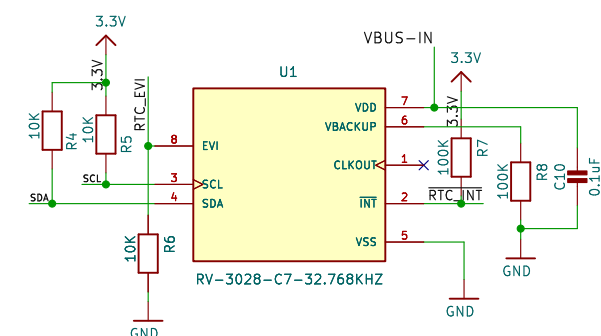 3.3V
VBUS-IN
3.3V
U1
3.3V
RTC_EVI
3.3V
10K
R4
10K
R5
VDD
7
VBACKUP
6
100K
R7
8
EVI
CLKOUT
1
SCL
3
SCL
100K
R8
C10
0.1uF
SDA
4
SDA
INT
2
RTC_INT
10K
R6
VSS
5
RV-3028-C7-32.768KHZ
GND
GND
GND